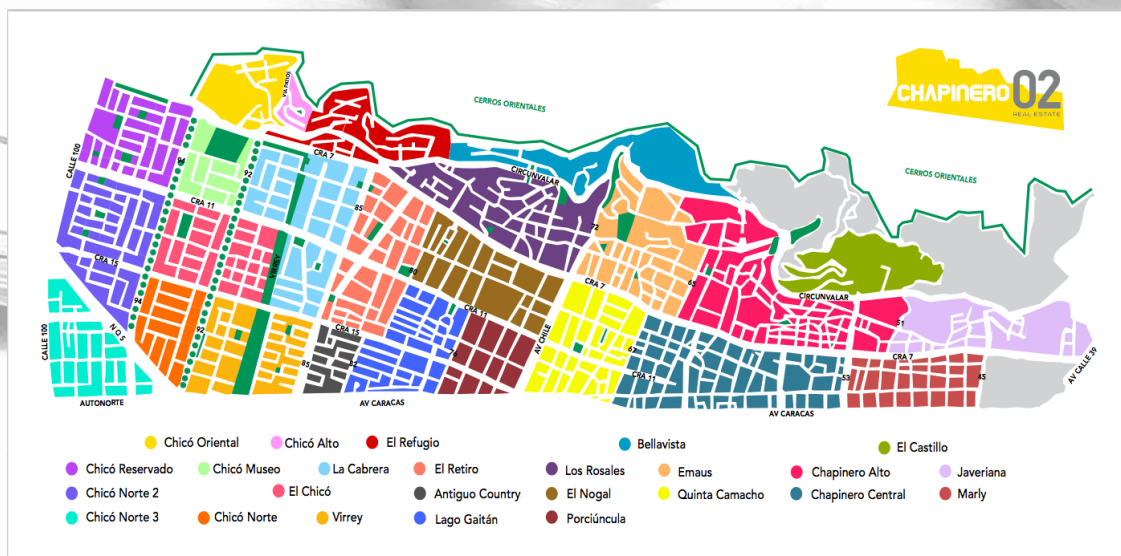 CHAPINERO 02
REAL ESTATE
CERROS ORIENTALES
CERROS ORIENTALES
VIA PATIOS
CALLE 100
94
92
CRA 7
CIRCUNVALAR
CRA 11
85
72
CRA 15
VIRREY
80
CRA 7
65
CIRCUNVALAR
94
NQS
92
CRA 11
51
CALLE 100
CRA 15
AV CHILE
76
67
CRA 7
85
82
CRA 11
53
45
AV CALLE 39
AUTONORTE
AV CARACAS
AV CARACAS
Chicó Oriental
Chicó Alto
El Refugio
Bellavista
El Castillo
Chicó Reservado
Chicó Museo
La Cabrera
El Retiro
Los Rosales
Emaus
Chapinero Alto
Javeriana
Chicó Norte 2
El Chicó
Antiguo Country
El Nogal
Quinta Camacho
Chapinero Central
Marly
Chicó Norte 3
Chicó Norte
Virrey
Lago Gaitán
Porciúncula